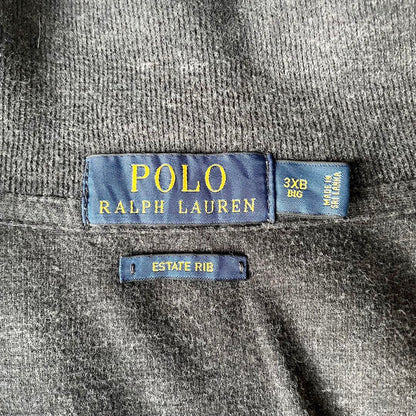 POLO
RALPH LAUREN
3XB
BIG
MADE IN
SRI LANKA
ESTATE RIB